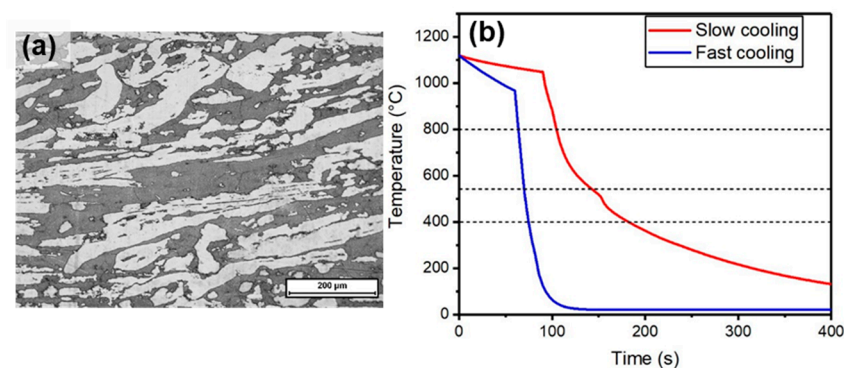 (a)
200 µm
(b)
Slow cooling
Fast cooling
1200
1000
800
600
400
200
0
Temperature (°C)
0
100
200
300
400
Time (s)